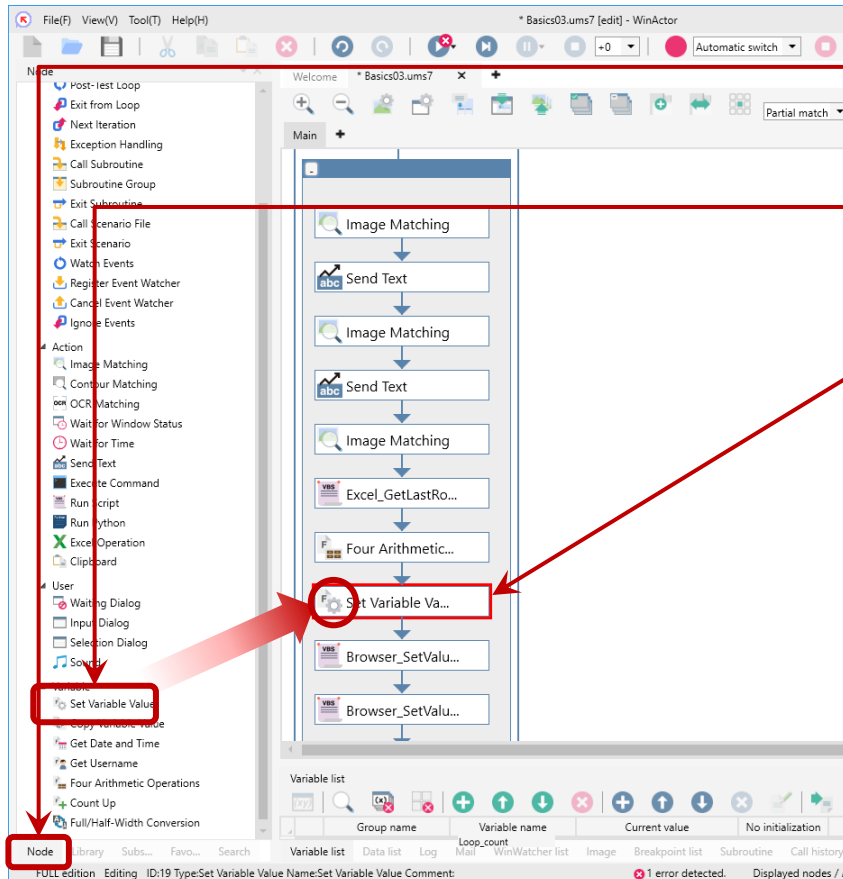 File(F) View(V) Tool(T) Help(H)
* Basics03.ums7 [edit] - WinActor
+0
Automatic switch
Node
Post-Test Loop
Exit from Loop
Next Iteration
Exception Handling
Call Subroutine
Subroutine Group
Exit Subroutine
Call Scenario File
Exit Scenario
Watch Events
Register Event Watcher
Cancel Event Watcher
Ignore Events
Action
Image Matching
Contour Matching
OCR Matching
Wait for Window Status
Wait for Time
Send Text
Execute Command
Run Script
Run Python
Excel Operation
Clipboard
User
Waiting Dialog
Input Dialog
Selection Dialog
Sound
Variable
Set Variable Value
Copy Variable Value
Get Date and Time
Get Username
Four Arithmetic Operations
Count Up
Full/Half-Width Conversion
Node Library Subs... Favo... Search
Welcome * Basics03.ums7
Partial match
Main
Image Matching
abc Send Text
Image Matching
abc Send Text
Image Matching
VBS Excel_GetLastRo...
Four Arithmetic...
Set Variable Va...
VBS Browser_SetValu...
VBS Browser_SetValu...
Variable list
Group name Variable name Current value No initialization
Loop_count
Variable list Data list Log Mail WinWatcher list Image Breakpoint list Subroutine Call history
FULL edition Editing ID:19 Type:Set Variable Value Name:Set Variable Value Comment:
1 error detected. Displayed nodes /